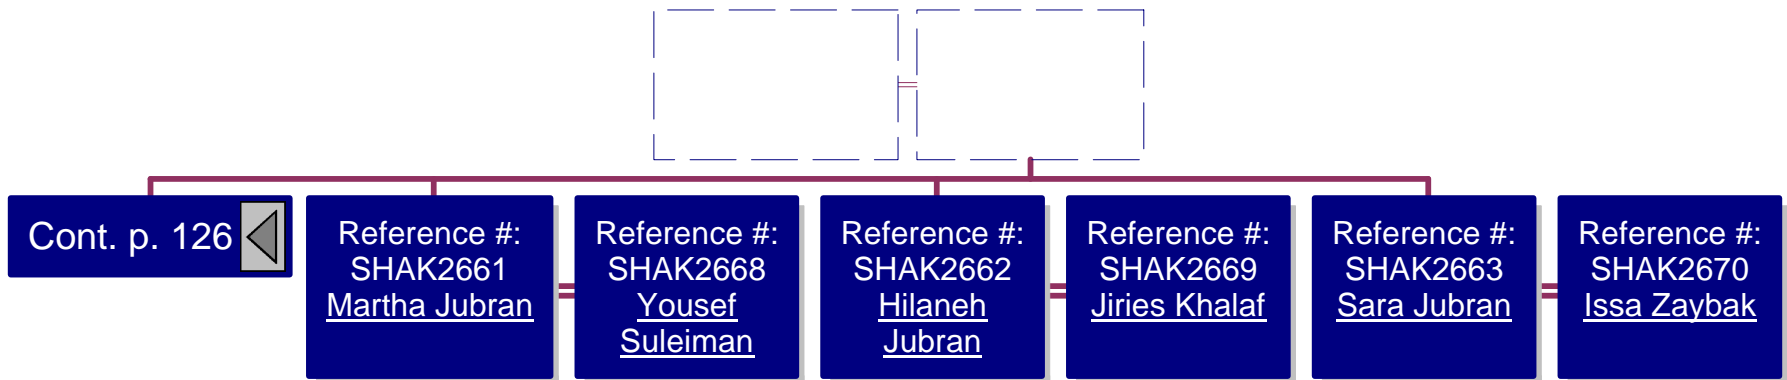 Cont. p. 126
Reference #:
SHAK2661
Martha Jubran
Reference #:
SHAK2668
Yousef
Suleiman
Reference #:
SHAK2662
Hilaneh
Jubran
Reference #:
SHAK2669
Jiries Khalaf
Reference #:
SHAK2663
Sara Jubran
Reference #:
SHAK2670
Issa Zaybak